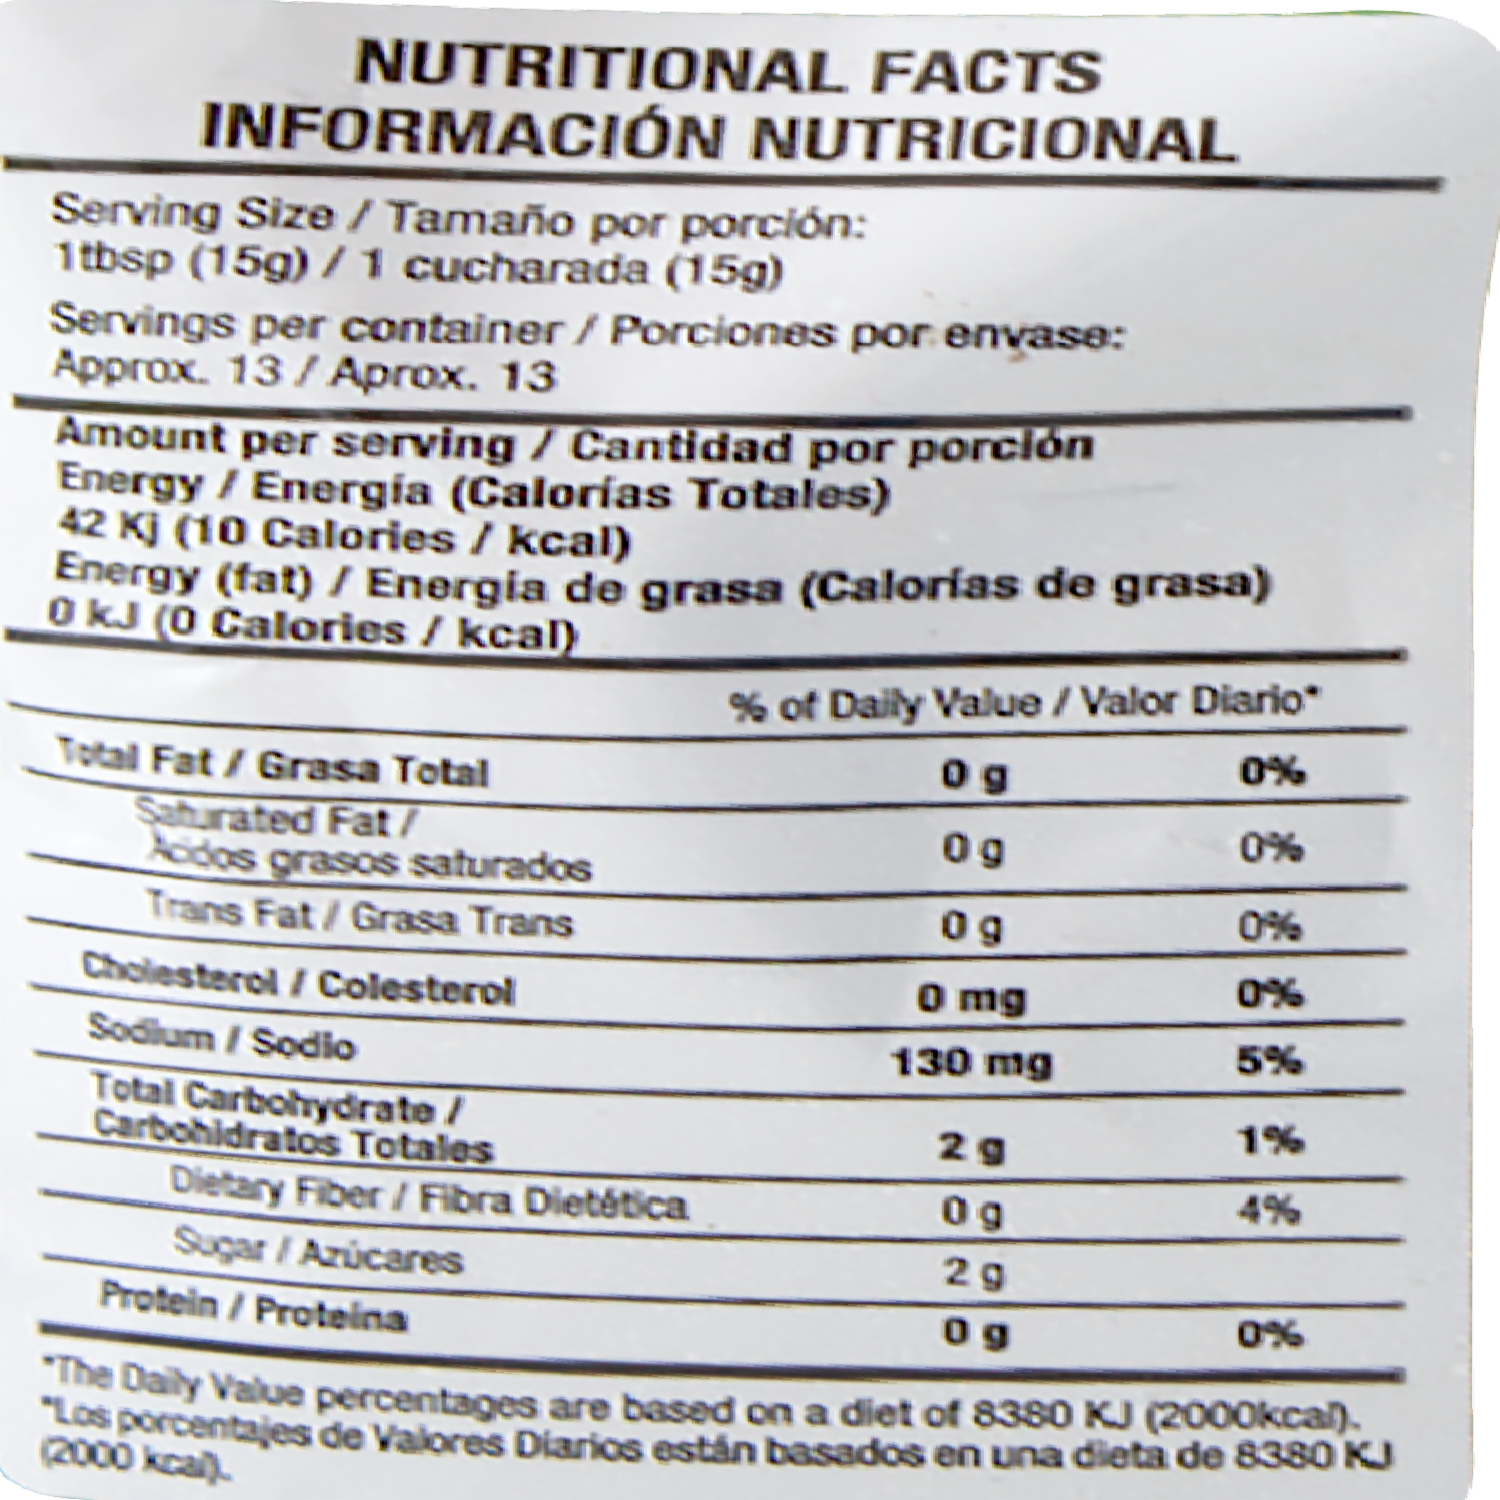 NUTRITIONAL FACTS
INFORMACIÓN NUTRICIONAL
Serving Size / Tamaño por porción:
1tbsp (15g) / 1 cucharada (15g)
Servings per container / Porciones por envase:
Approx. 13 / Aprox. 13
Amount per serving / Cantidad por porción
Energy / Energía (Calorías Totales)
42 Kj (10 Calories / kcal)
Energy (fat) / Energía de grasa (Calorías de grasa)
0 kJ (0 Calories / kcal)
% of Daily Value / Valor Diario*
Total Fat / Grasa Total 0 g 0%
Saturated Fat /
Ácidos grasos saturados 0 g 0%
Trans Fat / Grasa Trans 0 g 0%
Cholesterol / Colesterol 0 mg 0%
Sodium / Sodio 130 mg 5%
Total Carbohydrate /
Carbohidratos Totales 2 g 1%
Dietary Fiber / Fibra Dietética 0 g 4%
Sugar / Azúcares 2 g
Protein / Proteína 0 g 0%
*The Daily Value percentages are based on a diet of 8380 KJ (2000kcal).
*Los porcentajes de Valores Diarios están basados en una dieta de 8380 KJ
(2000 kcal).